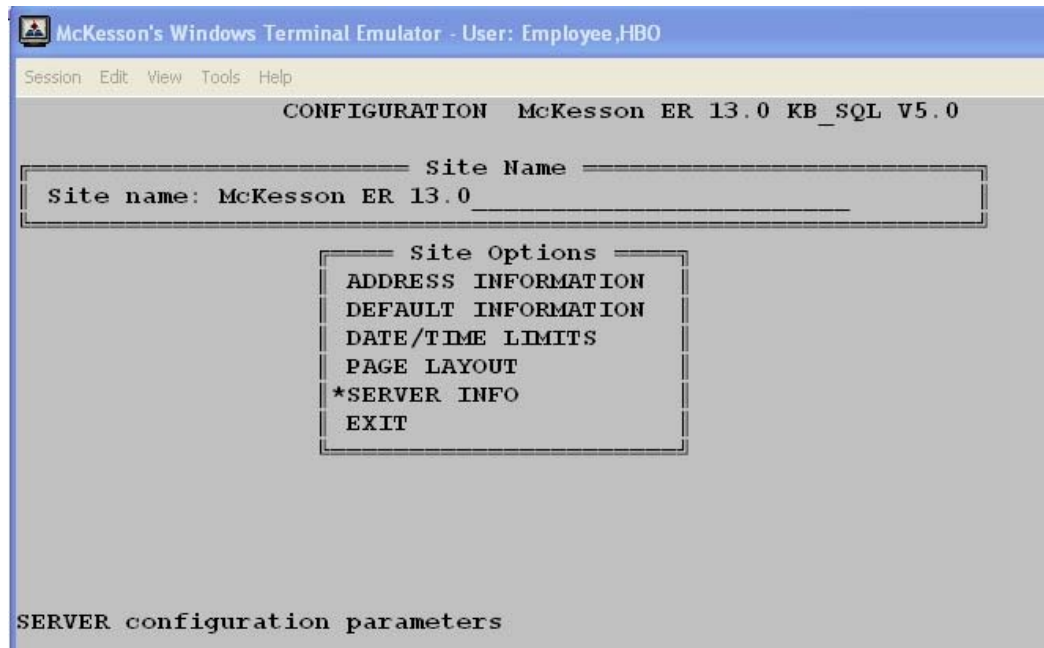 McKesson's Windows Terminal Emulator - User: Employee,HBO
Session Edit View Tools Help
CONFIGURATION McKesson ER 13.0 KB_SQL V5.0
Site Name
Site name: McKesson ER 13.0
Site Options
ADDRESS INFORMATION
DEFAULT INFORMATION
DATE/TIME LIMITS
PAGE LAYOUT
*SERVER INFO
EXIT
SERVER configuration parameters